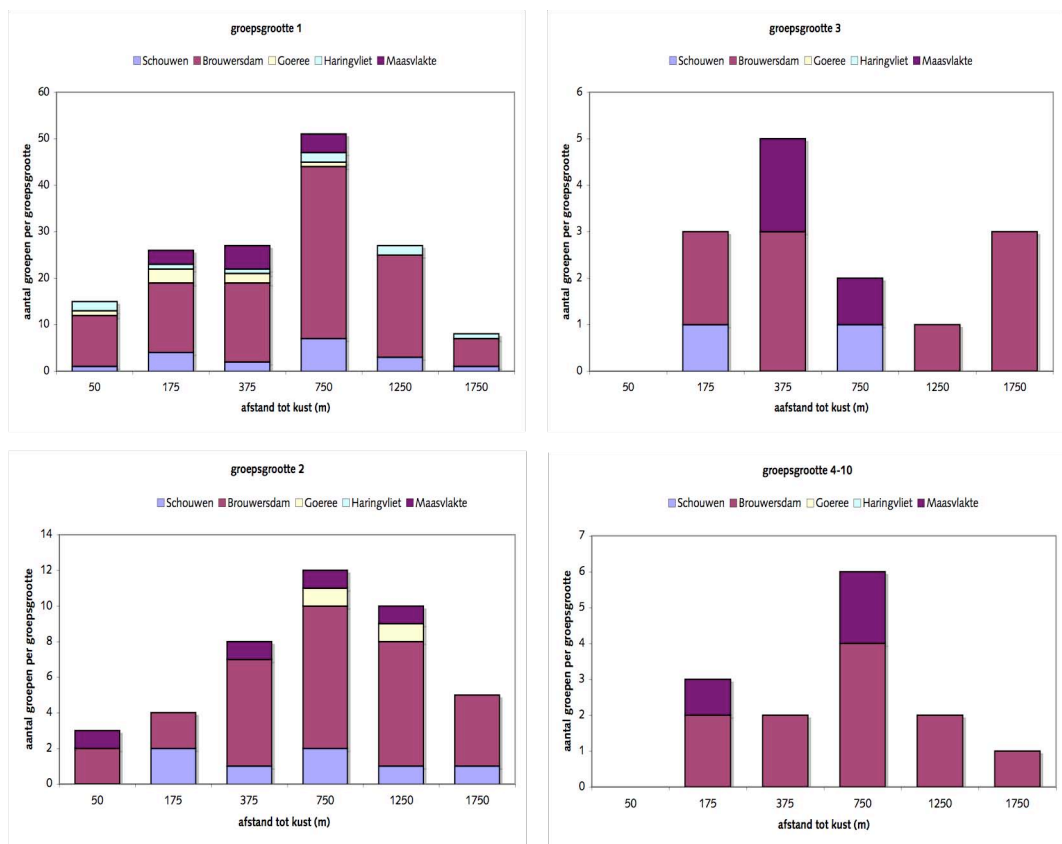 groepsgrootte 1
Schouwen Brouwersdam Goeree Haringvliet Maasvlakte
aantal groepen per groepsgrootte
60
50
40
30
20
10
0
50 175 375 750 1250 1750
afstand tot kust (m)
groepsgrootte 3
Schouwen Brouwersdam Goeree Haringvliet Maasvlakte
aantal groepen per groepsgrootte
6
5
4
3
2
1
0
50 175 375 750 1250 1750
aafstand tot kust (m)
groepsgrootte 2
Schouwen Brouwersdam Goeree Haringvliet Maasvlakte
aantal groepen per groepsgrootte
14
12
10
8
6
4
2
0
50 175 375 750 1250 1750
afstand tot kust (m)
groepsgrootte 4-10
Schouwen Brouwersdam Goeree Haringvliet Maasvlakte
aantal groepen per groepsgrootte
7
6
5
4
3
2
1
0
50 175 375 750 1250 1750
afstand tot kust (m)